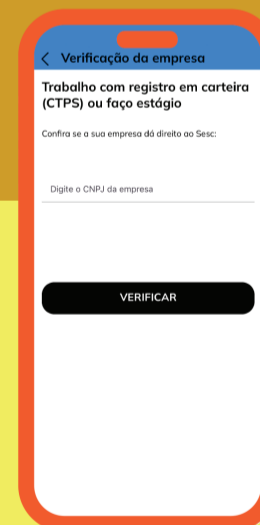 Verificação da empresa
Trabalho com registro em carteira
(CTPS) ou faço estágio
Confira se a sua empresa dá direito ao Sesc:
Digite o CNPJ da empresa
VERIFICAR